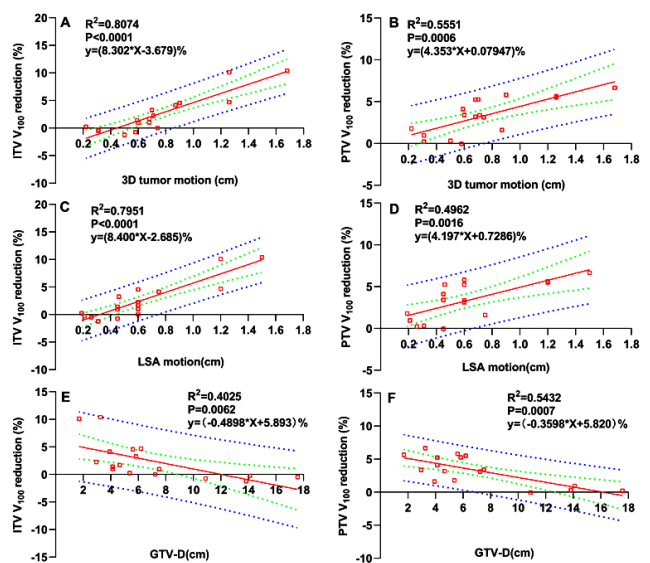 A
R²=0.8074
P<0.0001
y=(8.302*X-3.679)%
ITV V100 reduction (%)
20
15
10
5
0
-5
-10
0.2 0.4 0.6 0.8 1.0 1.2 1.4 1.6 1.8
3D tumor motion (cm)
B
R²=0.5551
P=0.0006
y=(4.353*X+0.07947)%
PTV V100 reduction (%)
15
10
5
0
-5
0.2 0.4 0.6 0.8 1.0 1.2 1.4 1.6 1.8
3D tumor motion (cm)
C
R²=0.7951
P<0.0001
y=(8.400*X-2.685)%
ITV V100 reduction (%)
20
15
10
5
0
-5
-10
0.2 0.4 0.6 0.8 1.0 1.2 1.4 1.6 1.8
LSA motion(cm)
D
R²=0.4962
P=0.0016
y=(4.197*X+0.7286)%
PTV V100 reduction (%)
15
10
5
0
-5
0.2 0.4 0.6 0.8 1.0 1.2 1.4 1.6 1.8
LSA motion(cm)
E
R²=0.4025
P=0.0062
y=(-0.4898*X+5.893)%
ITV V100 reduction (%)
15
10
5
0
-5
-10
-15
2 4 6 8 10 12 14 16 18
GTV-D(cm)
F
R²=0.5432
P=0.0007
y=(-0.3598*X+5.820)%
PTV V100 reduction (%)
15
10
5
0
-5
-10
2 4 6 8 10 12 14 16 18
GTV-D(cm)